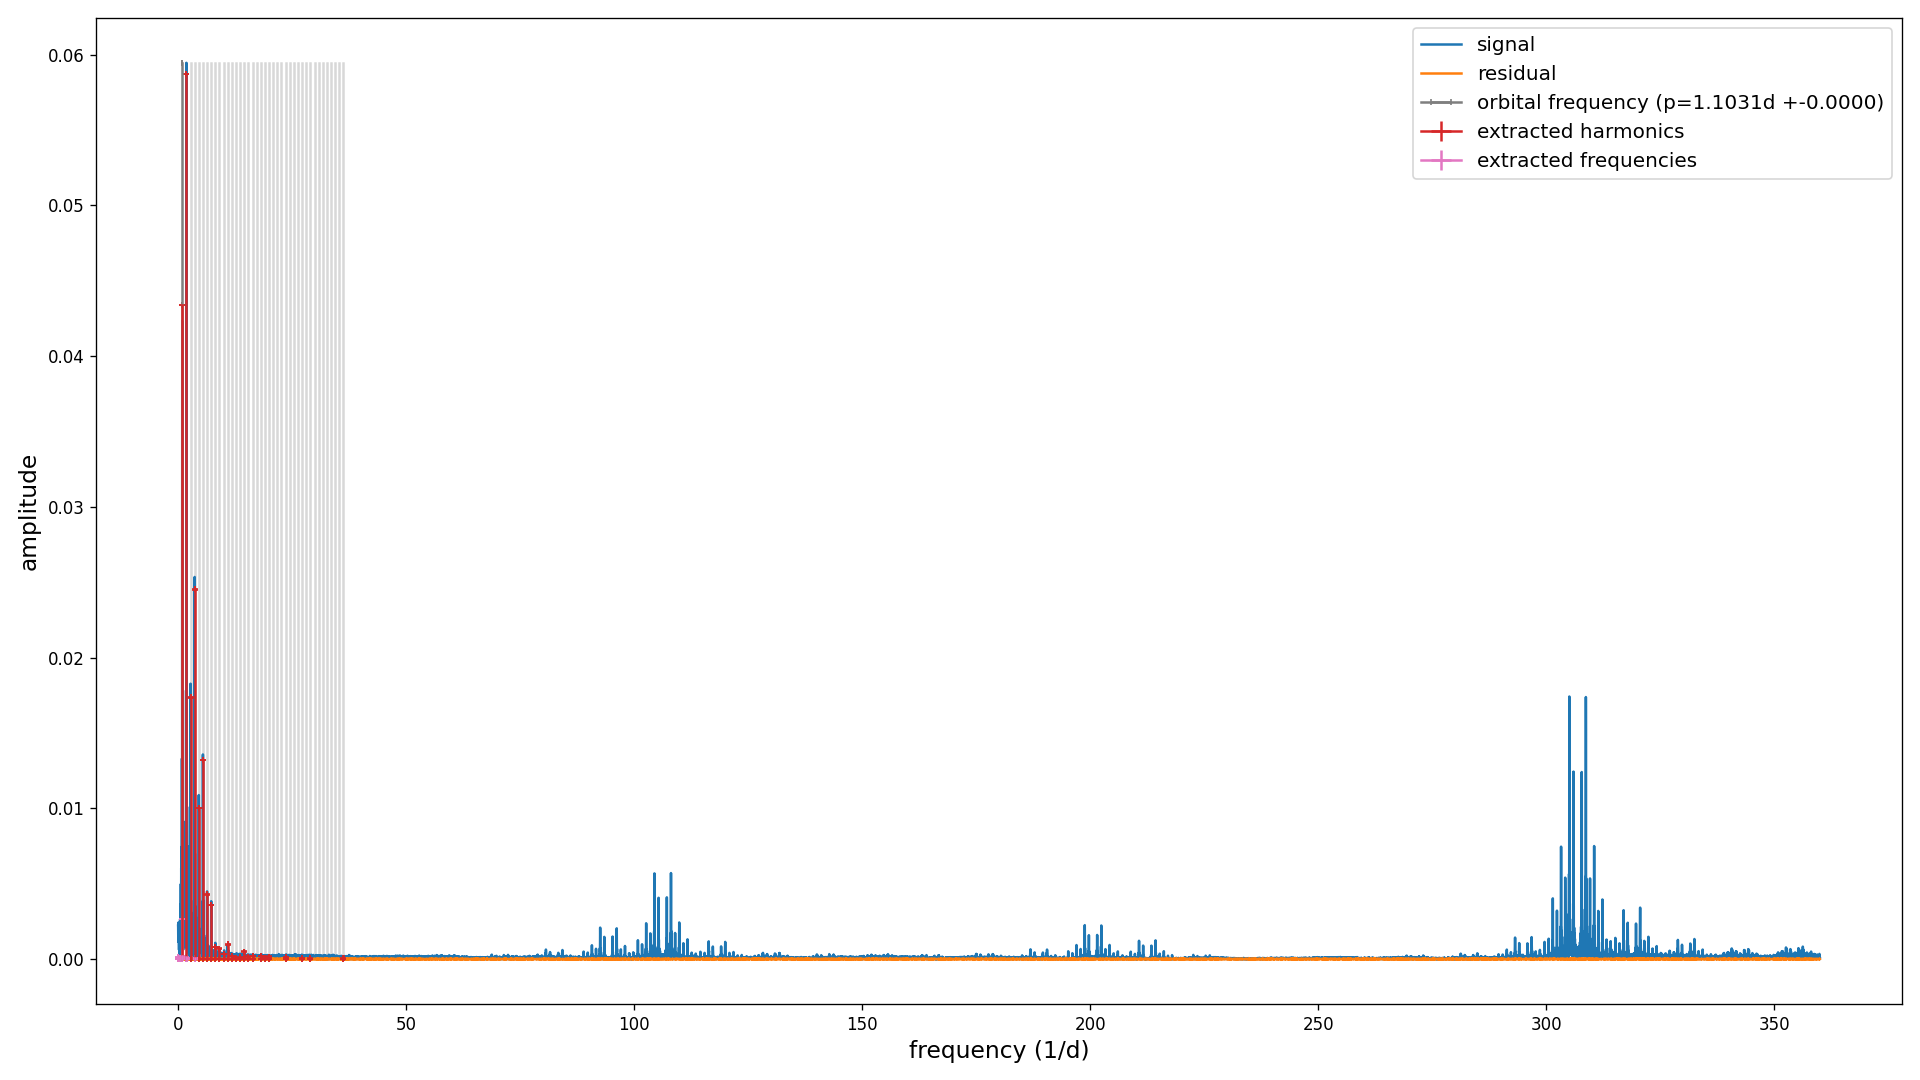 0.06
0.05
0.04
0.03
0.02
0.01
0.00
amplitude
0
50
100
150
200
250
300
350
frequency (1/d)
signal
residual
orbital frequency (p=1.1031d +-0.0000)
extracted harmonics
extracted frequencies